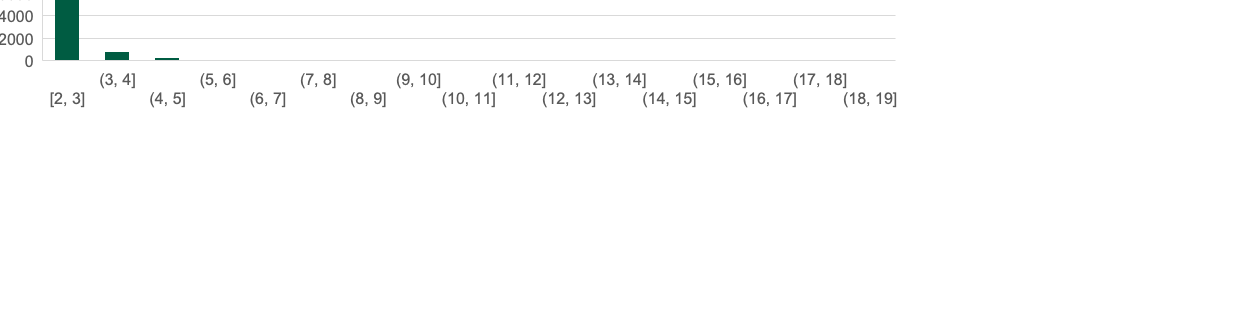 4000
2000
0
(3, 4] (5, 6] (7, 8] (9, 10] (11, 12] (13, 14] (15, 16] (17, 18]
[2, 3] (4, 5] (6, 7] (8, 9] (10, 11] (12, 13] (14, 15] (16, 17] (18, 19]